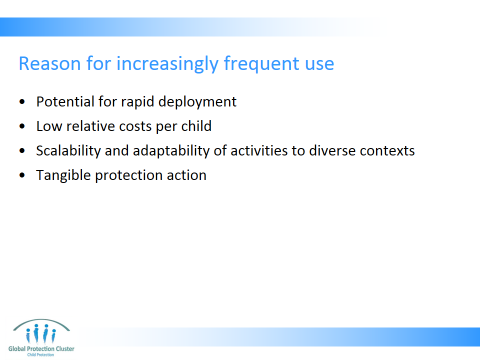 Reason for increasingly frequent use
• Potential for rapid deployment
• Low relative costs per child
• Scalability and adaptability of activities to diverse contexts
• Tangible protection action
Global Protection Cluster
Child Protection